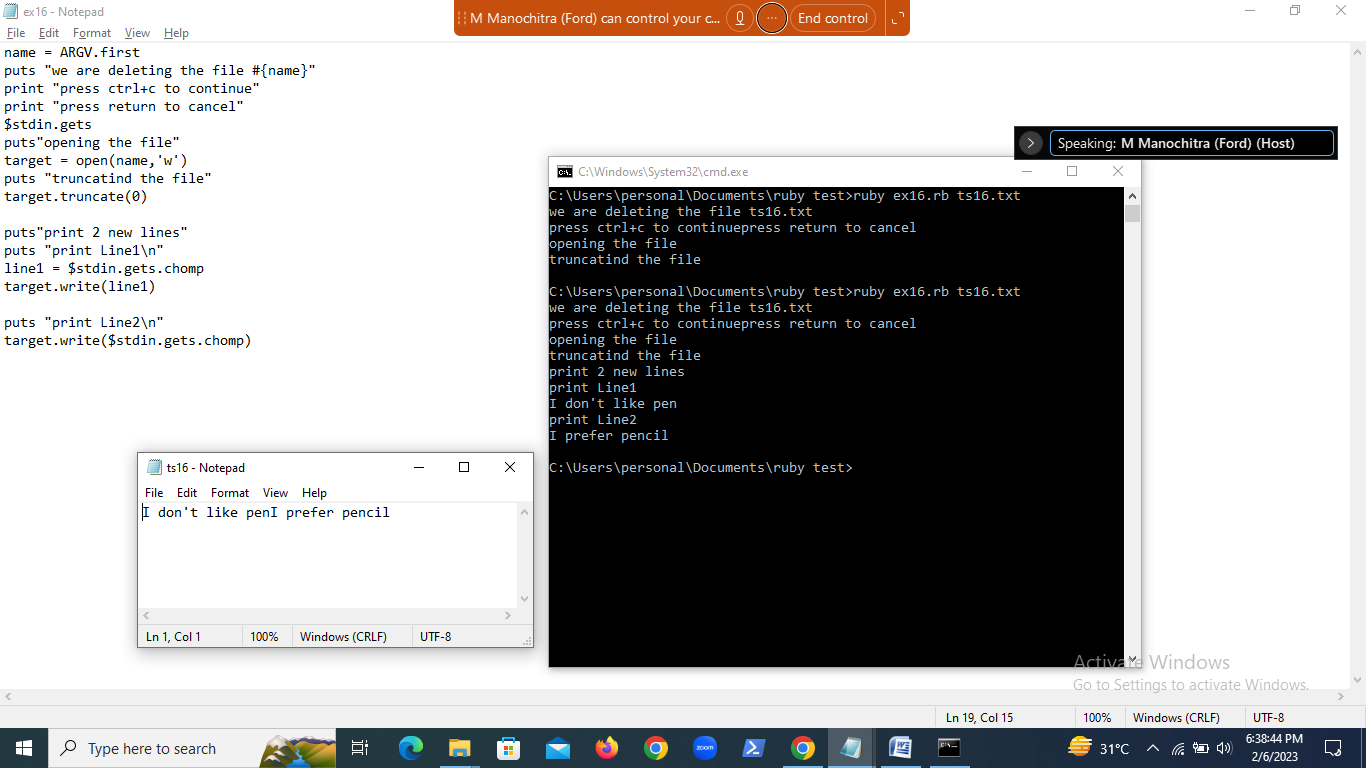 ex16 - Notepad
M Manochitra (Ford) can control your c... End control
File Edit Format View Help
name = ARGV.first
puts "we are deleting the file #{name}"
print "press ctrl+c to continue"
print "press return to cancel"
$stdin.gets
puts"opening the file"
target = open(name,'w')
puts "truncatind the file"
target.truncate(0)
puts"print 2 new lines"
puts "print Line1\n"
line1 = $stdin.gets.chomp
target.write(line1)
puts "print Line2\n"
target.write($stdin.gets.chomp)
Speaking: M Manochitra (Ford) (Host)
C:\Windows\System32\cmd.exe
C:\Users\personal\Documents\ruby test>ruby ex16.rb ts16.txt
we are deleting the file ts16.txt
press ctrl+c to continuepress return to cancel
opening the file
truncatind the file
C:\Users\personal\Documents\ruby test>ruby ex16.rb ts16.txt
we are deleting the file ts16.txt
press ctrl+c to continuepress return to cancel
opening the file
truncatind the file
print 2 new lines
print Line1
I don't like pen
print Line2
I prefer pencil
C:\Users\personal\Documents\ruby test>
ts16 - Notepad
File Edit Format View Help
I don't like penI prefer pencil
Ln 1, Col 1 100% Windows (CRLF) UTF-8
Activate Windows
Go to Settings to activate Windows.
Ln 19, Col 15 100% Windows (CRLF) UTF-8
Type here to search
zoom
31°C
6:38:44 PM
2/6/2023